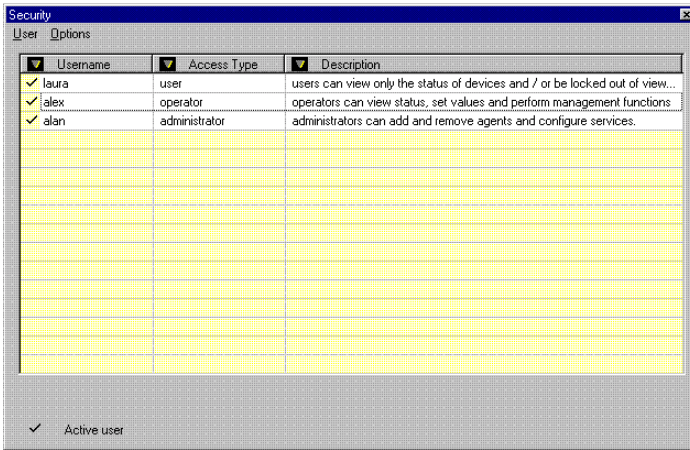 Security
User Options
Username Access Type Description
laura user users can view only the status of devices and / or be locked out of view...
alex operator operators can view status, set values and perform management functions
alan administrator administrators can add and remove agents and configure services.
Active user